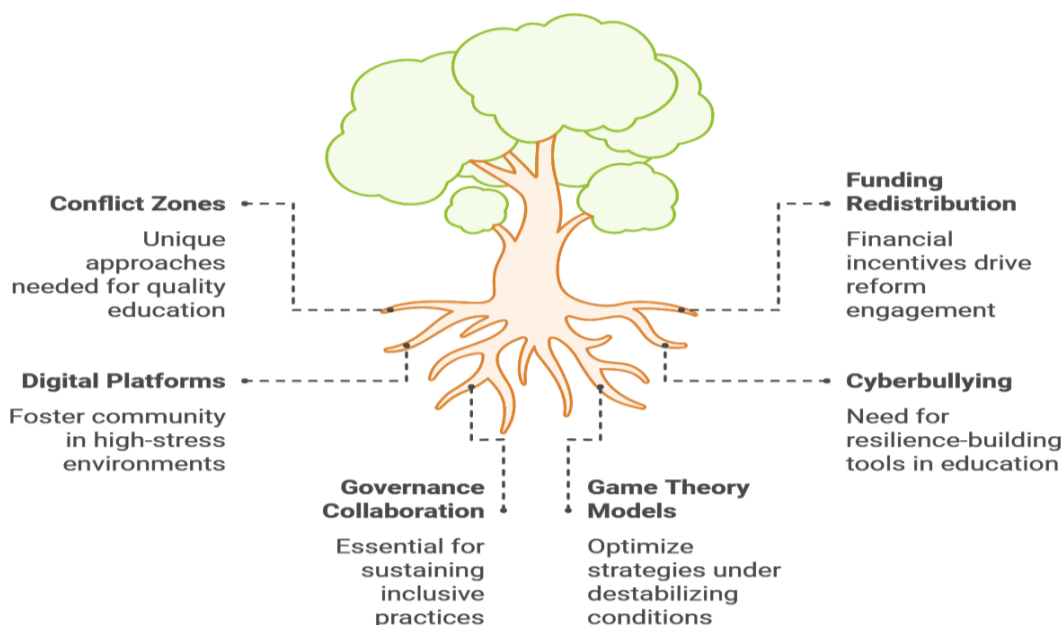 Conflict Zones
Unique
approaches
needed for quality
education
Digital Platforms
Foster community
in high-stress
environments
Governance
Collaboration
Essential for
sustaining
inclusive
practices
Game Theory
Models
Optimize
strategies under
destabilizing
conditions
Funding
Redistribution
Financial
incentives drive
reform
engagement
Cyberbullying
Need for
resilience-building
tools in education